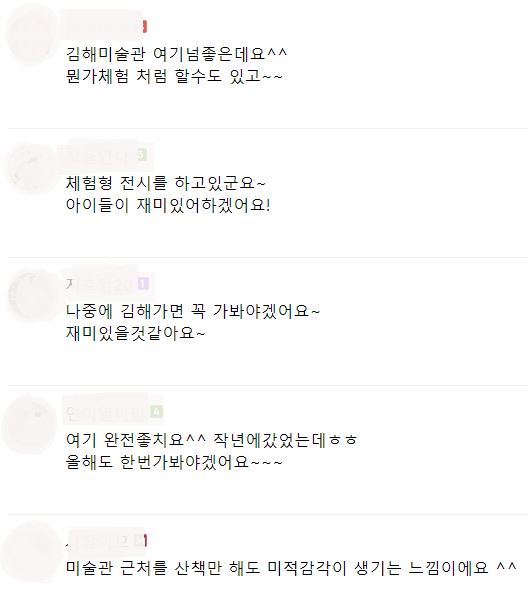 김해미술관 여기넘좋은데요^^
뭔가체험 처럼 할수도 있고~~
체험형 전시를 하고있군요~
아이들이 재미있어하겠어요!
나중에 김해가면 꼭 가봐야겠어요~
재미있을것같아요~
여기 완전좋치요^^ 작년에갔었는데ㅎㅎ
올해도 한번가봐야겠어요~~~
미술관 근처를 산책만 해도 미적감각이 생기는 느낌이에요 ^^